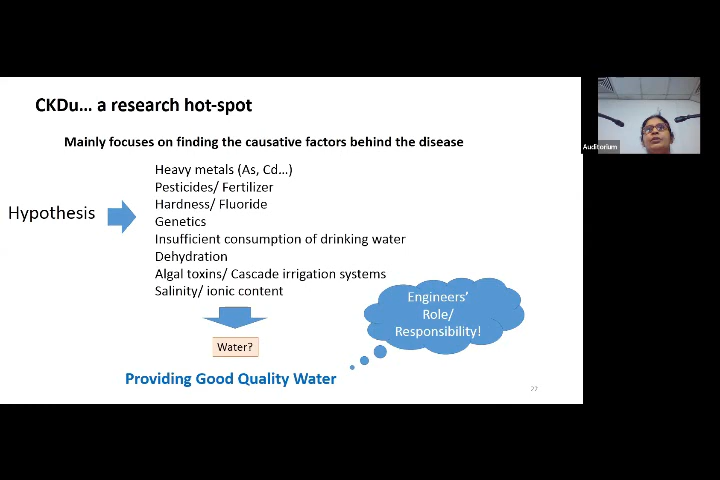 CKDu… a research hot-spot
Mainly focuses on finding the causative factors behind the disease
Hypothesis
Heavy metals (As, Cd…)
Pesticides/ Fertilizer
Hardness/ Fluoride
Genetics
Insufficient consumption of drinking water
Dehydration
Algal toxins/ Cascade irrigation systems
Salinity/ ionic content
Engineers’
Role/
Responsibility!
Water?
Providing Good Quality Water
22
Auditorium